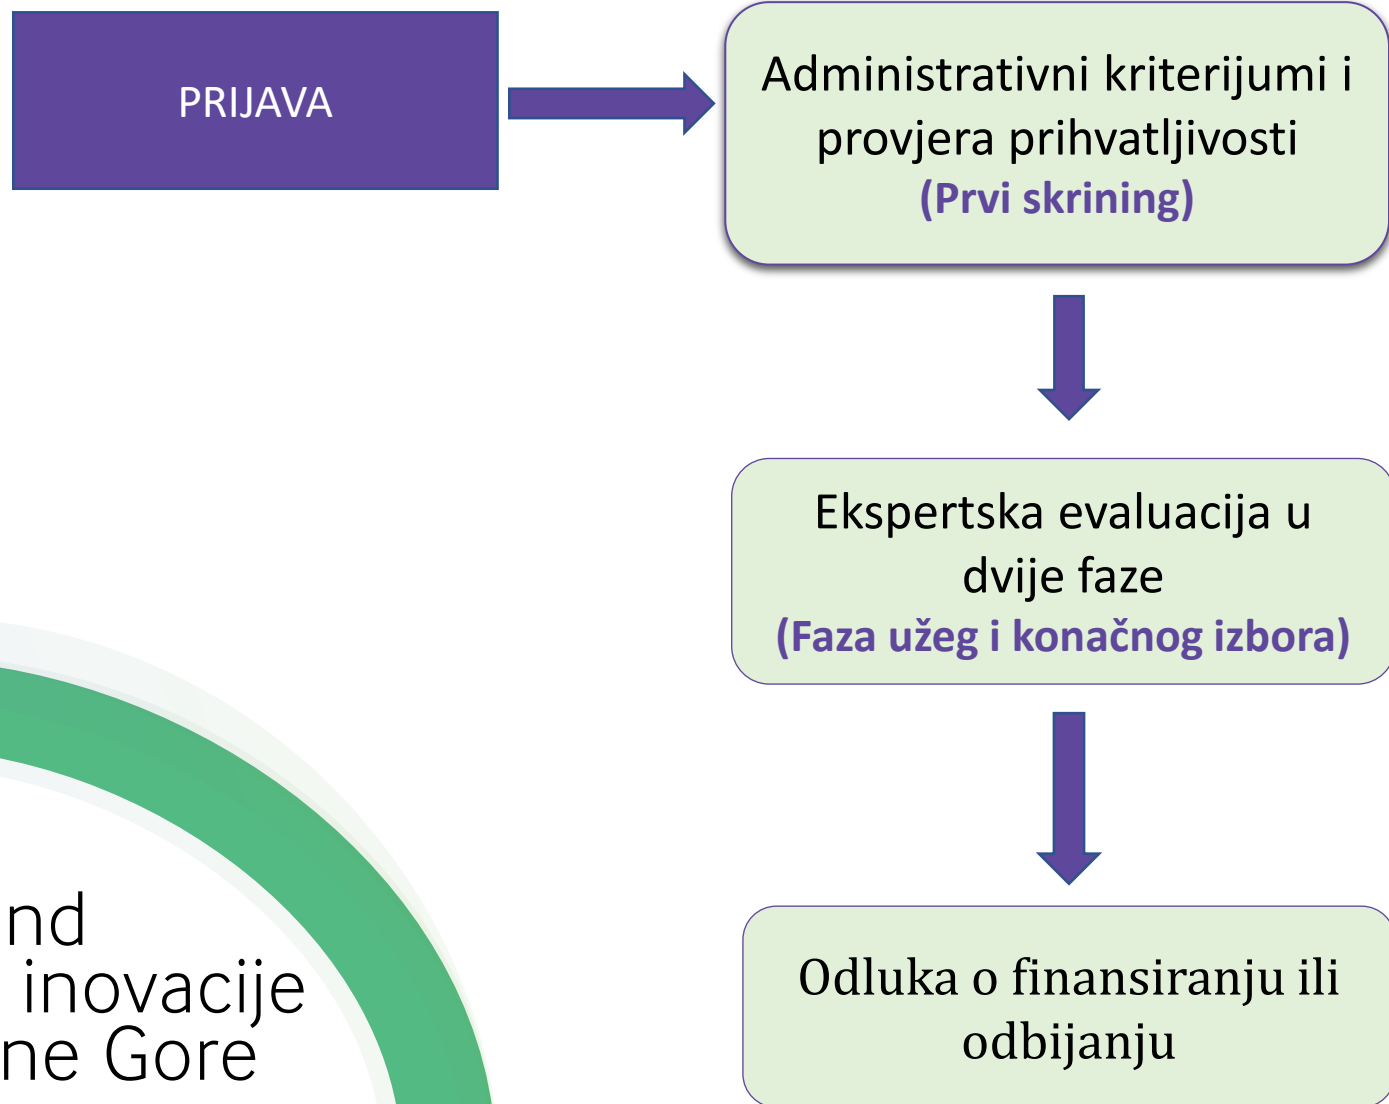 PRIJAVA
Administrativni kriterijumi i
provjera prihvatljivosti
(Prvi skrining)
Ekspertska evaluacija u
dvije faze
(Faza užeg i konačnog izbora)
Odluka o finansiranju ili
odbijanju
nd
inovacije
ne Gore